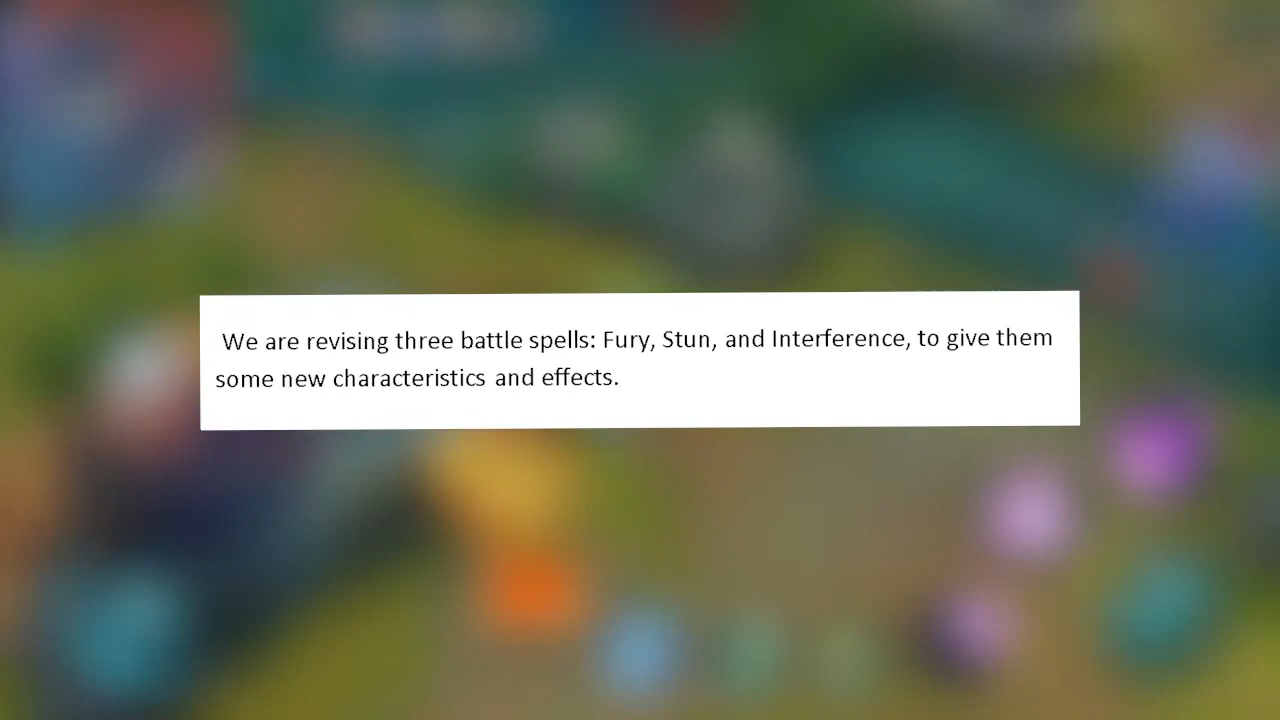 We are revising three battle spells: Fury, Stun, and Interference, to give them
some new characteristics and effects.